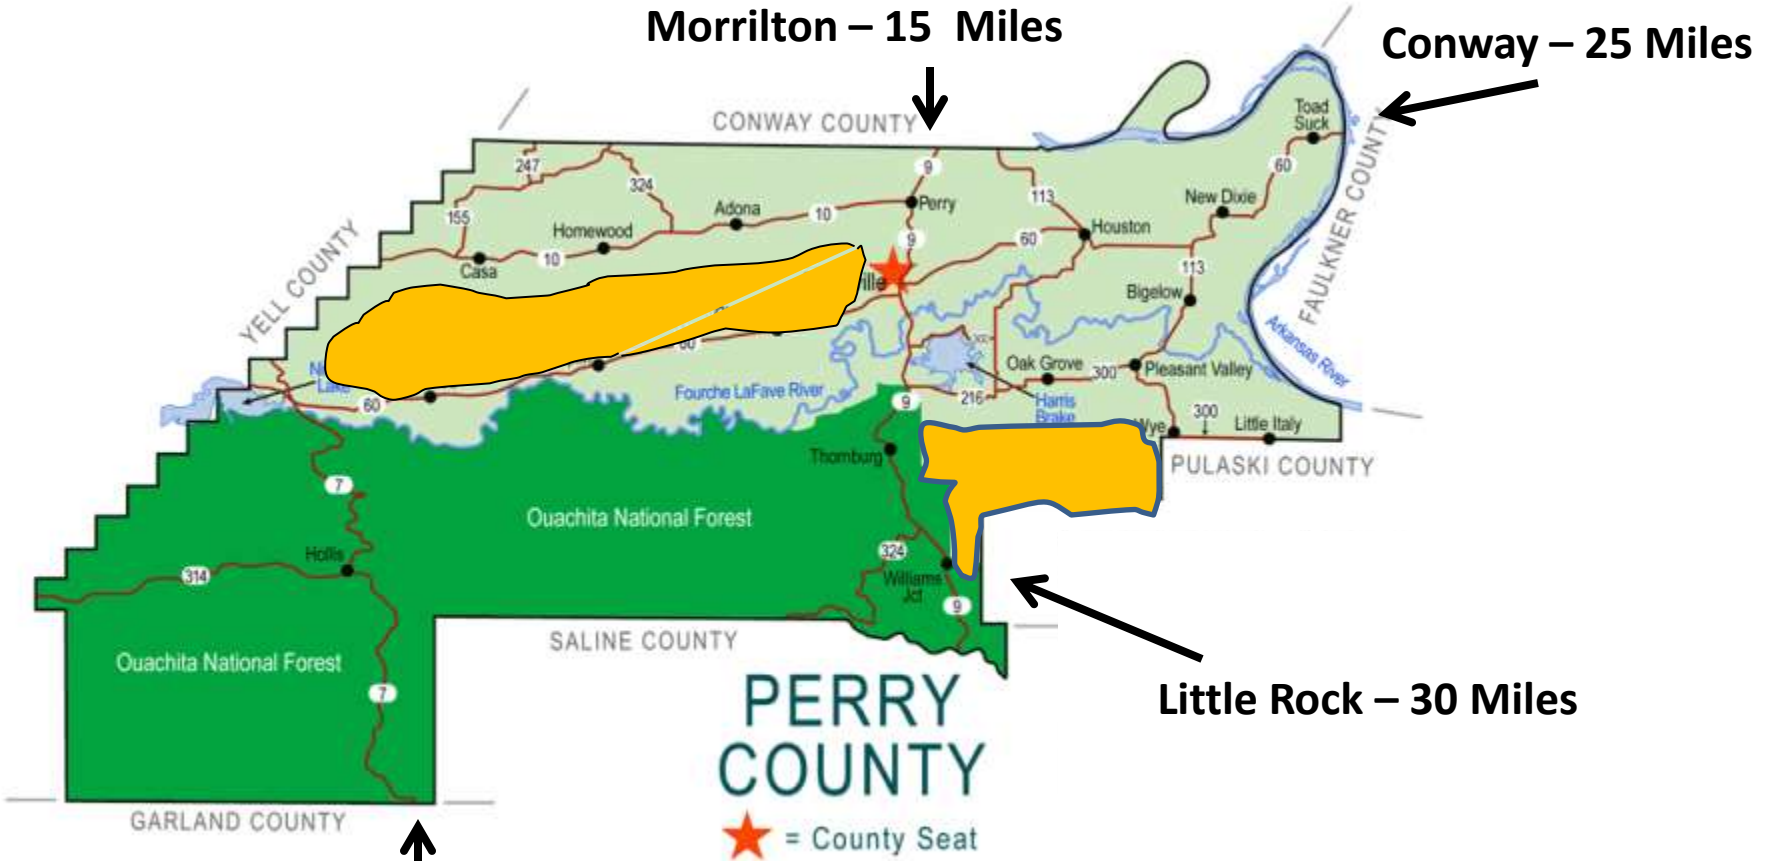 Morrilton – 15 Miles
Conway – 25 Miles
CONWAY COUNTY
Toad
Suck
FAULKNER COUNTY
247
324
9
113
60
155
Adona
10
Perry
New Dixie
Homewood
Houston
YELL COUNTY
9
60
Casa
10
113
ville
Bigelow
Arkansas River
Oak Grove
300
Pleasant Valley
Lake
60
Fourche LaFave River
9
216
Harris
Brake
300
Wye
Little Italy
Thornburg
PULASKI COUNTY
7
Ouachita National Forest
Hollis
314
324
Williams
Jct
9
SALINE COUNTY
Ouachita National Forest
7
PERRY
COUNTY
Little Rock – 30 Miles
GARLAND COUNTY
= County Seat